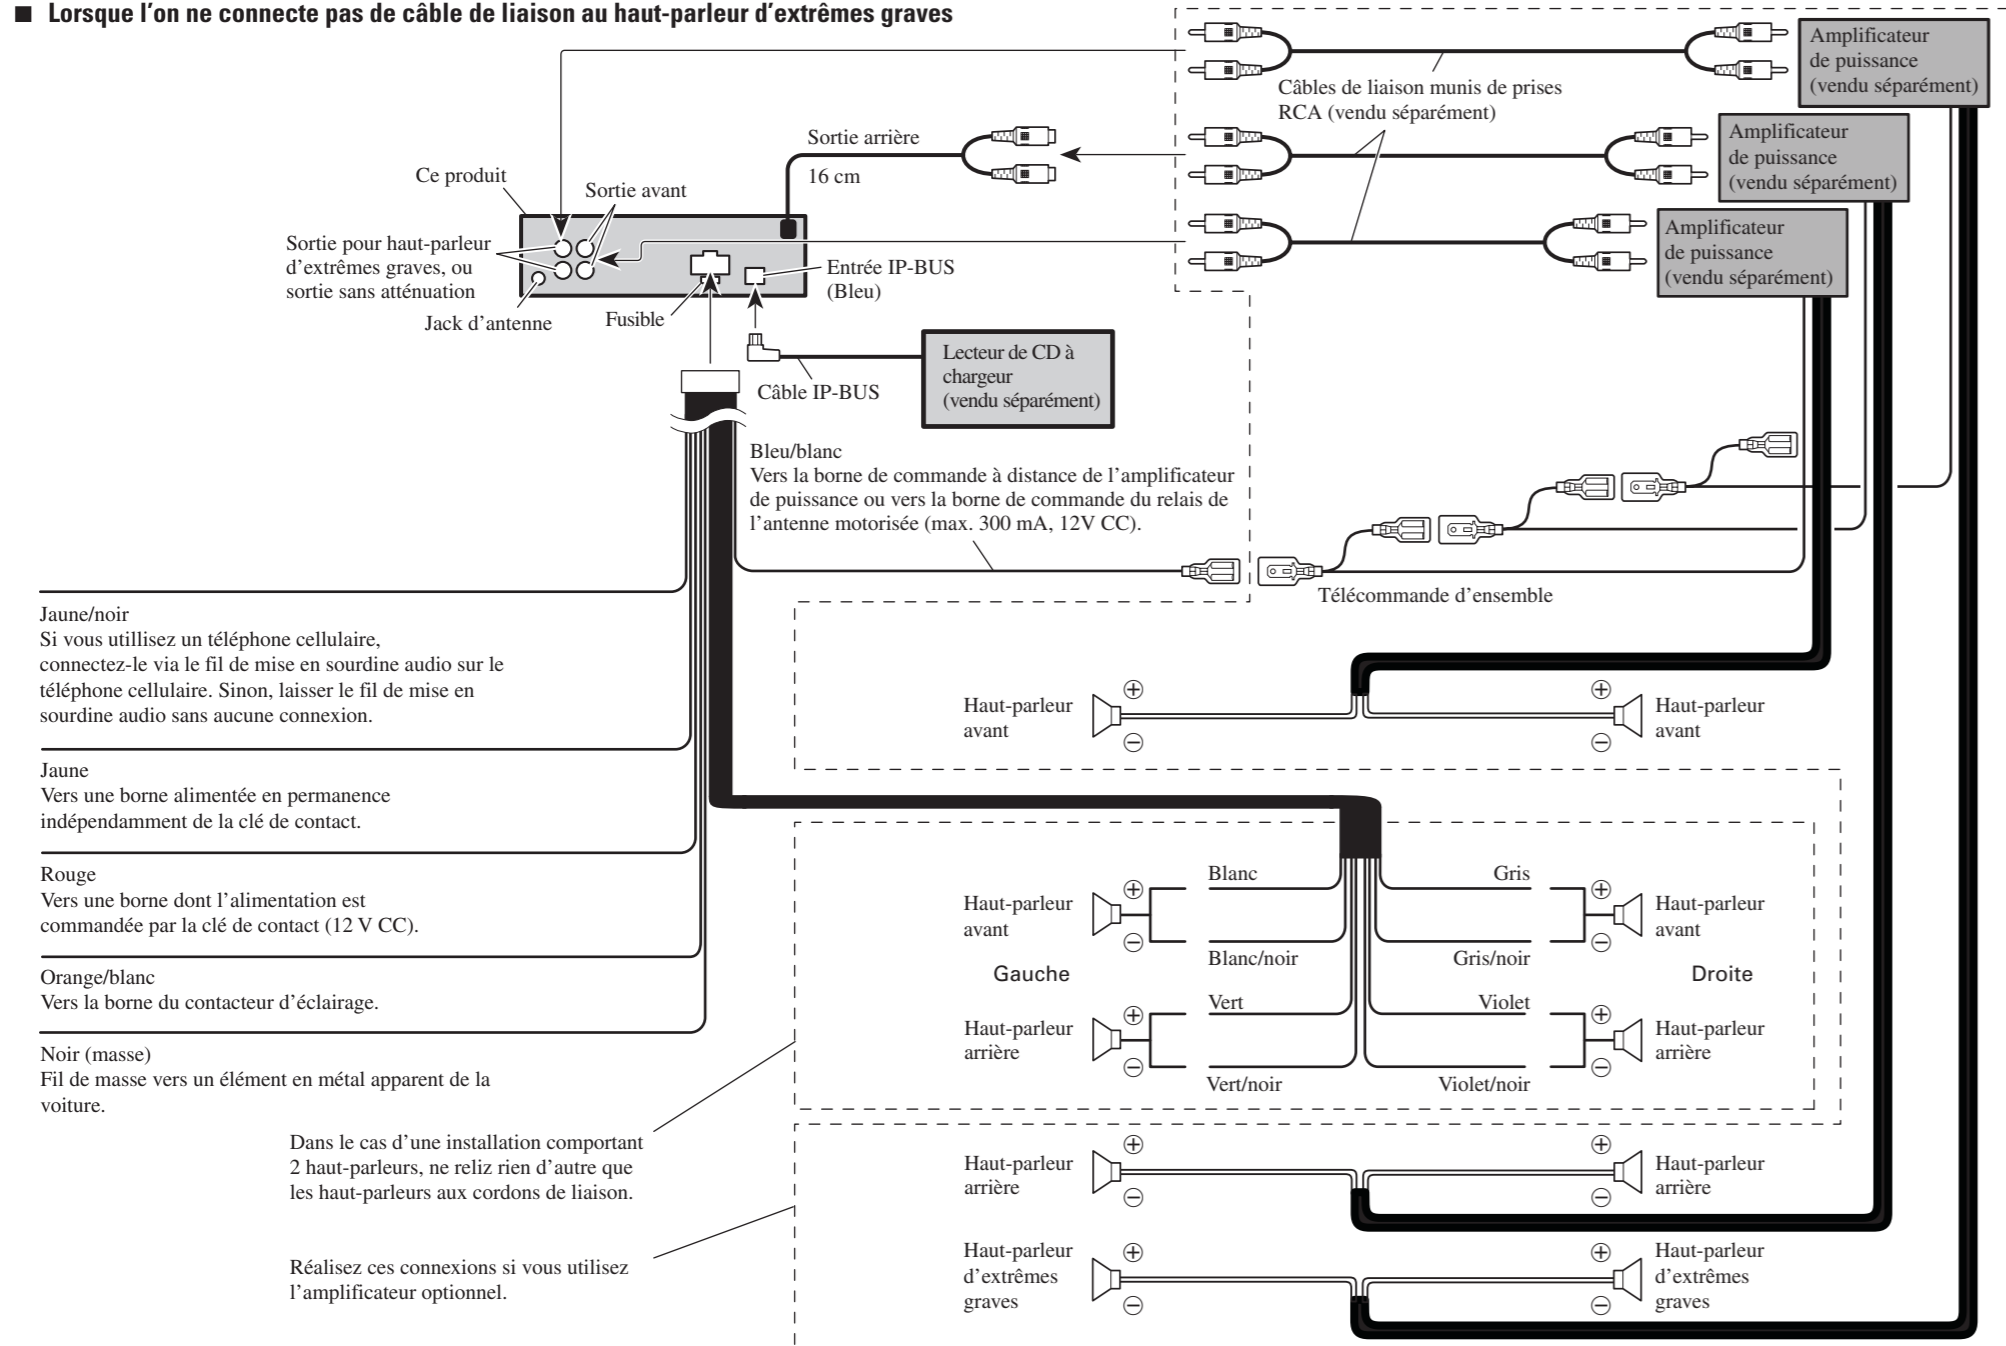 ■ Lorsque l'on ne connecte pas de câble de liaison au haut-parleur d'extrêmes graves
Amplificateur
de puissance
(vendu séparément)
Câbles de liaison munis de prises
RCA (vendu séparément)
Amplificateur
de puissance
(vendu séparément)
Sortie arrière
16 cm
Ce produit
Sortie avant
Amplificateur
de puissance
(vendu séparément)
Sortie pour haut-parleur
d'extrêmes graves, ou
sortie sans atténuation
Entrée IP-BUS
(Bleu)
Jack d'antenne
Fusible
Lecteur de CD à
chargeur
(vendu séparément)
Câble IP-BUS
Bleu/blanc
Vers la borne de commande à distance de l'amplificateur
de puissance ou vers la borne de commande du relais de
l'antenne motorisée (max. 300 mA, 12V CC).
Télécommande d'ensemble
Jaune/noir
Si vous utillisez un téléphone cellulaire,
connectez-le via le fil de mise en sourdine audio sur le
téléphone cellulaire. Sinon, laisser le fil de mise en
sourdine audio sans aucune connexion.
Haut-parleur
avant
⊕
⊖
⊕
⊖
Haut-parleur
avant
Jaune
Vers une borne alimentée en permanence
indépendamment de la clé de contact.
Rouge
Vers une borne dont l'alimentation est
commandée par la clé de contact (12 V CC).
Orange/blanc
Vers la borne du contacteur d'éclairage.
Noir (masse)
Fil de masse vers un élément en métal apparent de la
voiture.
Haut-parleur
avant
⊕
⊖
Blanc
Blanc/noir
Gris
Gris/noir
⊕
⊖
Haut-parleur
avant
Gauche
Droite
Haut-parleur
arrière
⊕
⊖
Vert
Vert/noir
Violet
Violet/noir
⊕
⊖
Haut-parleur
arrière
Dans le cas d'une installation comportant
2 haut-parleurs, ne reliz rien d'autre que
les haut-parleurs aux cordons de liaison.
Haut-parleur
arrière
⊕
⊖
⊕
⊖
Haut-parleur
arrière
Réalisez ces connexions si vous utilisez
l'amplificateur optionnel.
Haut-parleur
d'extrêmes
graves
⊕
⊖
⊕
⊖
Haut-parleur
d'extrêmes
graves